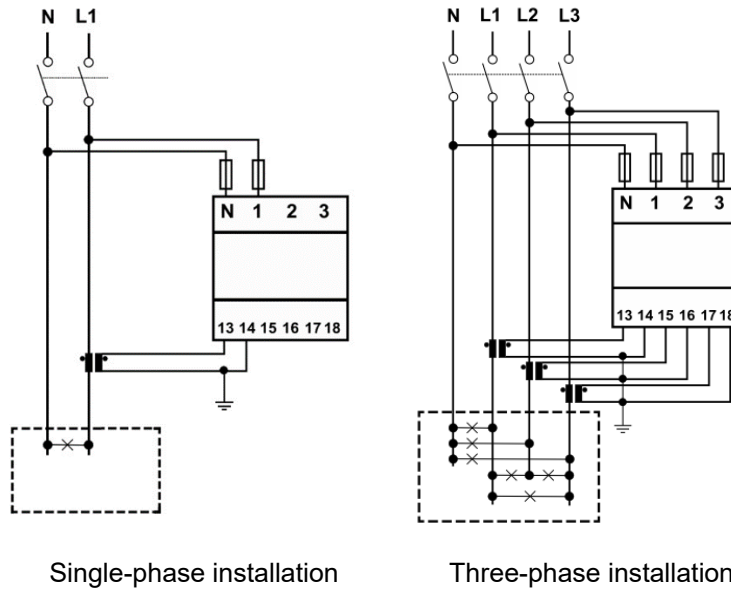 N L1
N 1 2 3
13 14 15 16 17 18
Single-phase installation
N L1 L2 L3
N 1 2 3
13 14 15 16 17 18
Three-phase installation